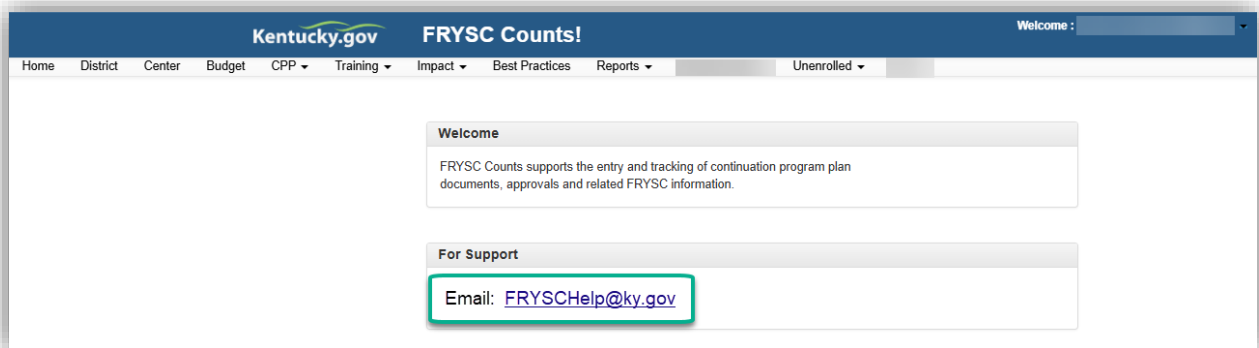 Kentucky.gov FRYSC Counts! Welcome :
Home District Center Budget CPP Training Impact Best Practices Reports Unenrolled
Welcome
FRYSC Counts supports the entry and tracking of continuation program plan
documents, approvals and related FRYSC information.
For Support
Email: FRYSCHelp@ky.gov